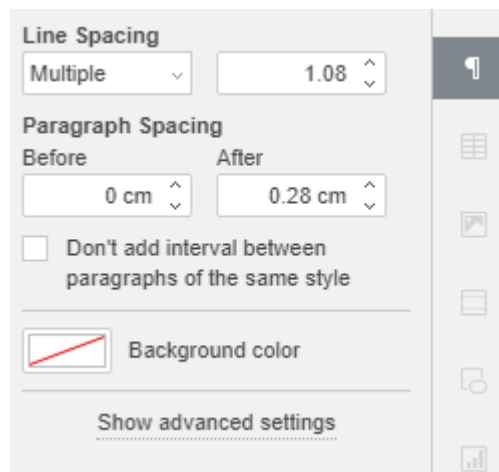 Line Spacing
Multiple 1.08
Paragraph Spacing
Before After
0 cm 0.28 cm
Don't add interval between
paragraphs of the same style
Background color
Show advanced settings